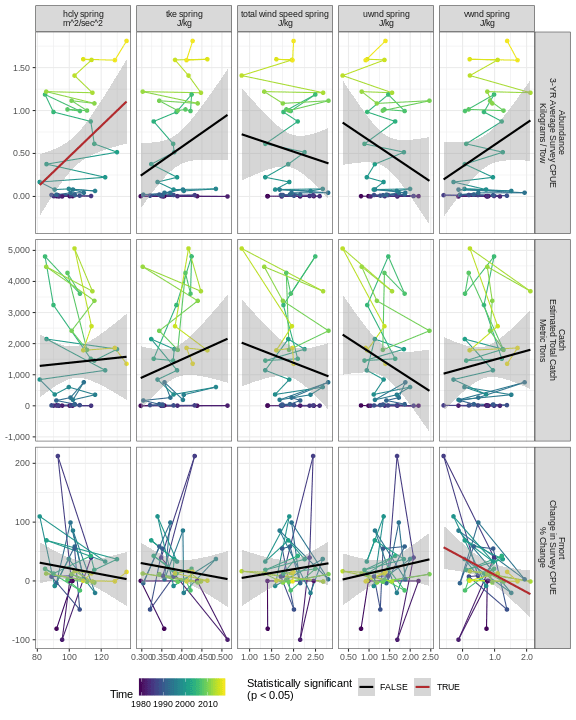 hcly spring
m^2/sec^2
tke spring
J/kg
total wind speed spring
J/kg
uwnd spring
J/kg
vwnd spring
J/kg
1.50
1.00
0.50
0.00
Abundance
3-YR Average Survey CPUE
Kilograms / Tow
5,000
4,000
3,000
2,000
1,000
0
-1,000
Catch
Estimated Total Catch
Metric Tons
200
100
0
-100
Fmort
Change in Survey CPUE
% Change
80 100 120
0.300 0.350 0.400 0.450 0.500
1.00 1.50 2.00 2.50
0.50 1.00 1.50 2.00 2.50
0.0 1.0 2.0
Time
1980 1990 2000 2010
Statistically significant
(p < 0.05)
FALSE
TRUE